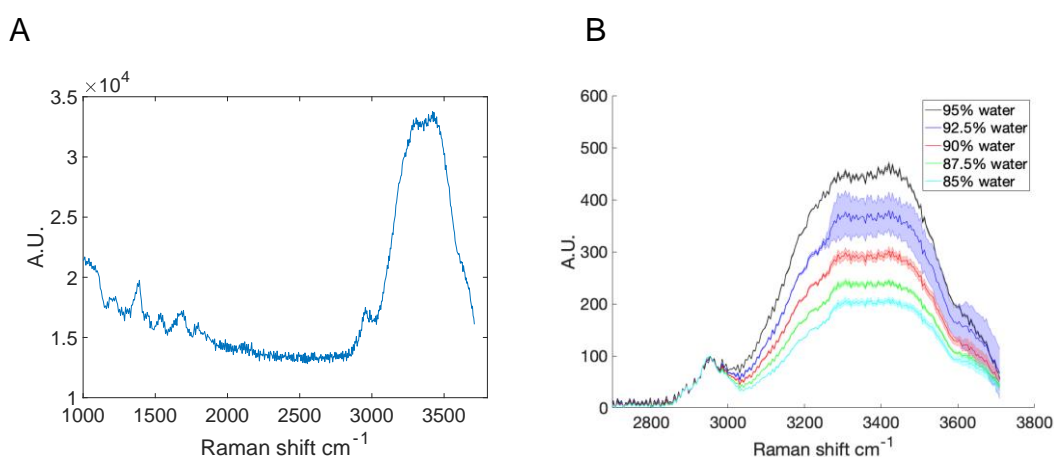 A
×10⁴
3.5
3
2.5
2
1.5
1
1000 1500 2000 2500 3000 3500
A.U.
Raman shift cm⁻¹
B
600
500
400
300
200
100
0
2800 3000 3200 3400 3600 3800
A.U.
Raman shift cm⁻¹
95% water
92.5% water
90% water
87.5% water
85% water